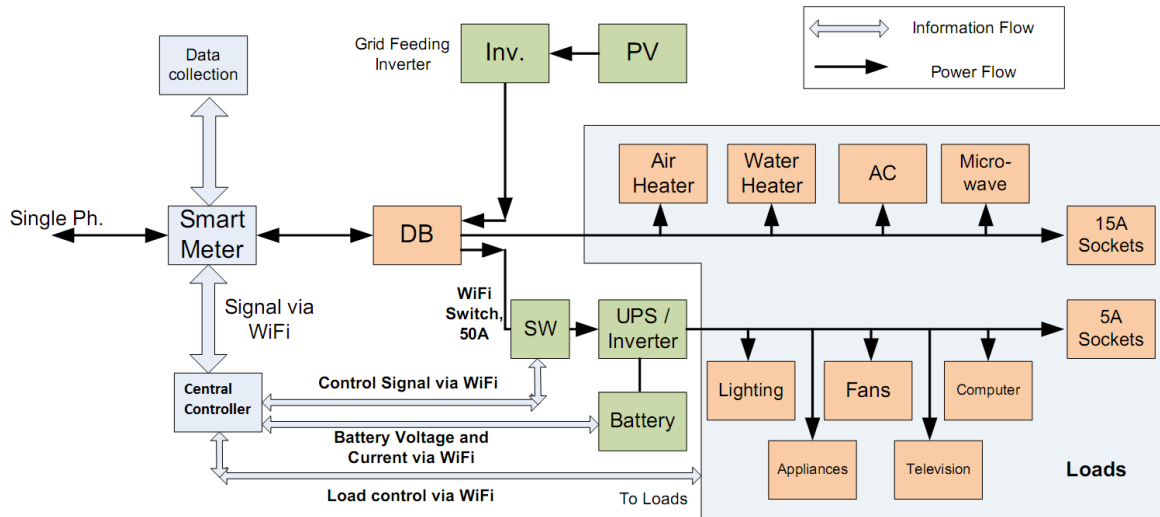 Information Flow
Power Flow
Data
collection
Grid Feeding
Inverter
Inv.
PV
Air
Heater
Water
Heater
AC
Micro-
wave
Single Ph.
Smart
Meter
DB
15A
Sockets
Signal via
WiFi
WiFi
Switch,
50A
SW
UPS /
Inverter
5A
Sockets
Central
Controller
Control Signal via WiFi
Lighting
Fans
Computer
Battery
Battery Voltage and
Current via WiFi
Appliances
Television
Loads
Load control via WiFi
To Loads